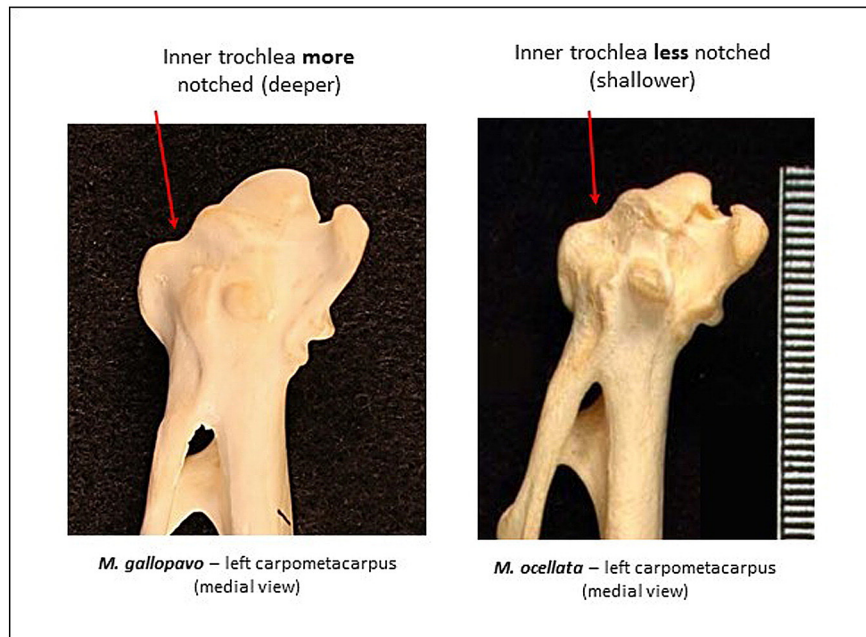 Inner trochlea more
notched (deeper)
Inner trochlea less notched
(shallower)
M. gallopavo – left carpometacarpus
(medial view)
M. ocellata – left carpometacarpus
(medial view)